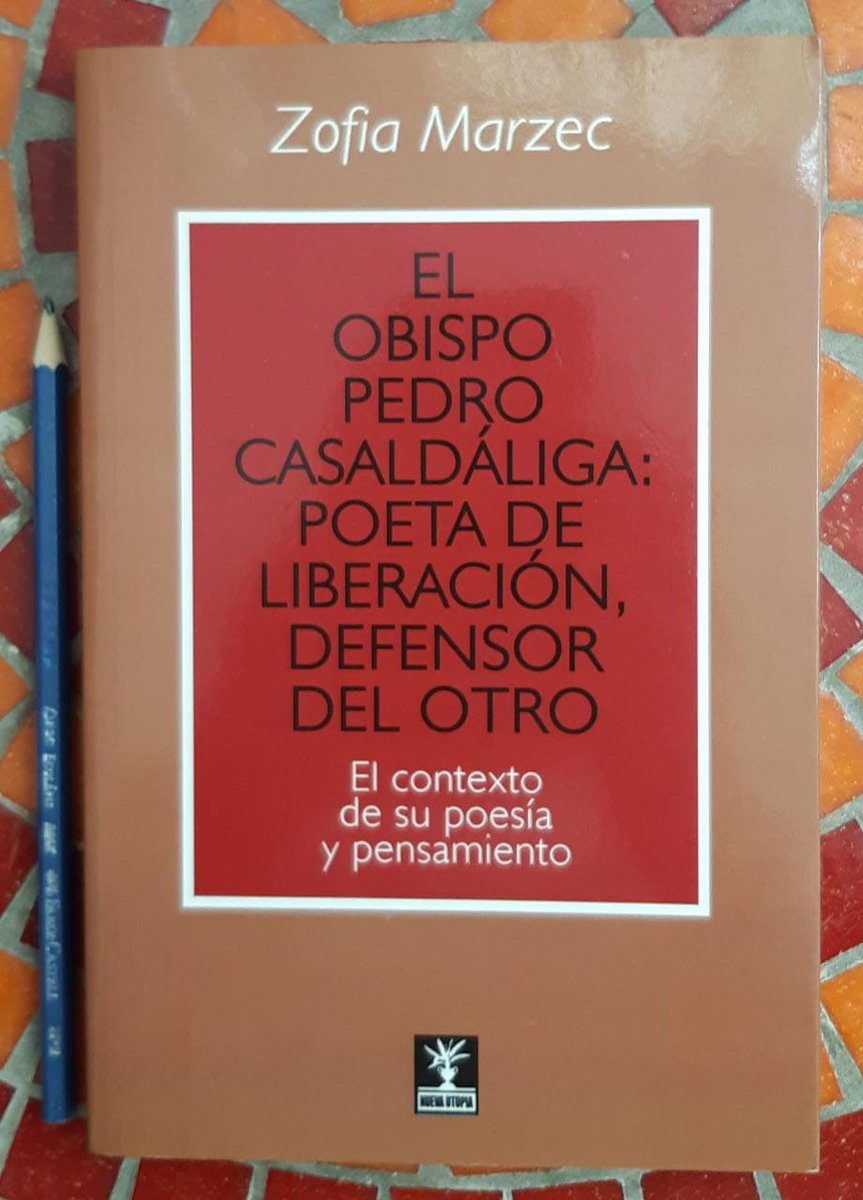 Zofia Marzec
EL
OBISPO
PEDRO
CASALDÁLIGA:
POETA DE
LIBERACIÓN,
DEFENSOR
DEL OTRO
El contexto
de su poesía
y pensamiento
NUEVA UTOPIA